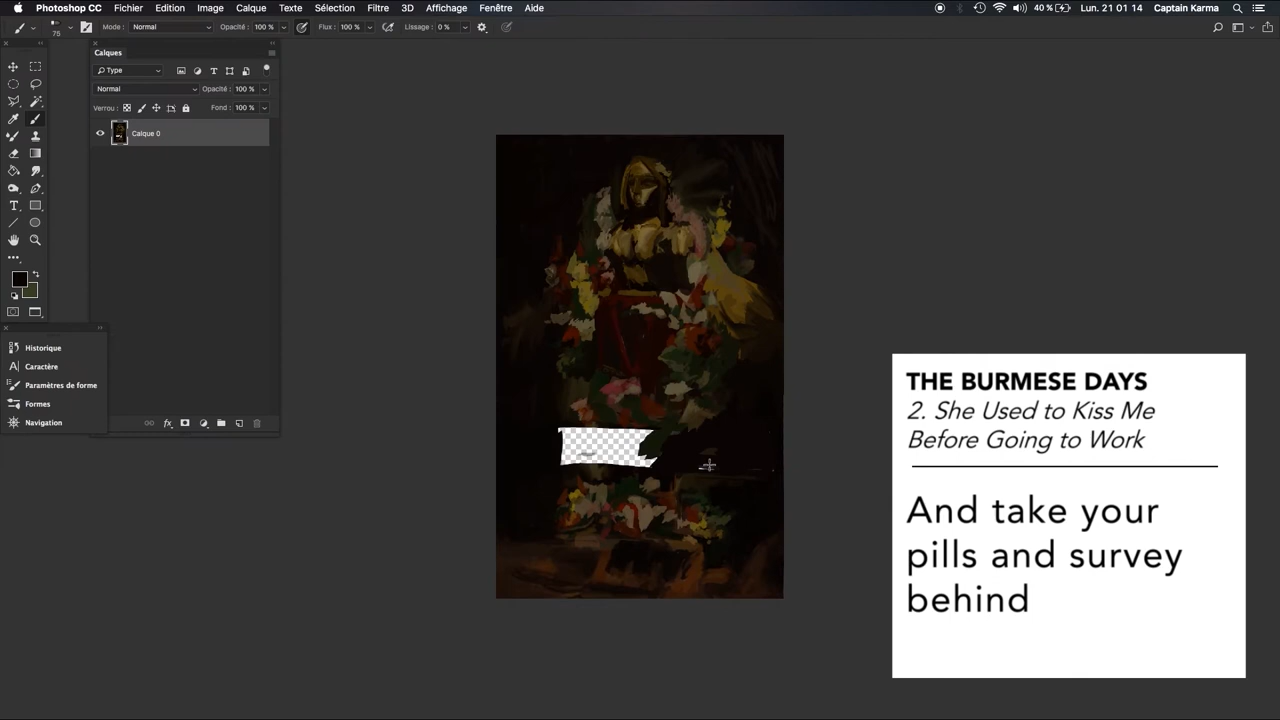 Photoshop CC Fichier Edition Image Calque Texte Sélection Filtre 3D Affichage Fenêtre Aide 40 % Lun. 21 01 14 Captain Karma
75 Mode : Normal Opacité : 100 % Flux : 100 % Lissage : 0 %
Calques
Type
Normal Opacité : 100 %
Verrou : Fond : 100 %
Calque 0
Historique
Caractère
Paramètres de forme
Formes
Navigation
fx
THE BURMESE DAYS
2. She Used to Kiss Me
Before Going to Work
And take your
pills and survey
behind